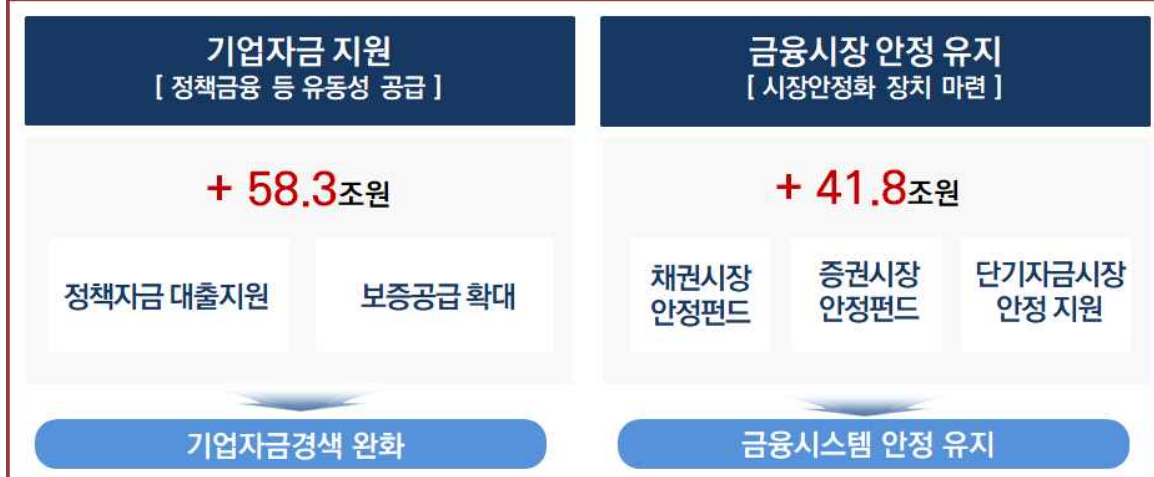 기업자금 지원
[ 정책금융 등 유동성 공급 ]
+ 58.3조원
정책자금 대출지원
보증공급 확대
기업자금경색 완화
금융시장 안정 유지
[ 시장안정화 장치 마련 ]
+ 41.8조원
채권시장
안정펀드
증권시장
안정펀드
단기자금시장
안정 지원
금융시스템 안정 유지